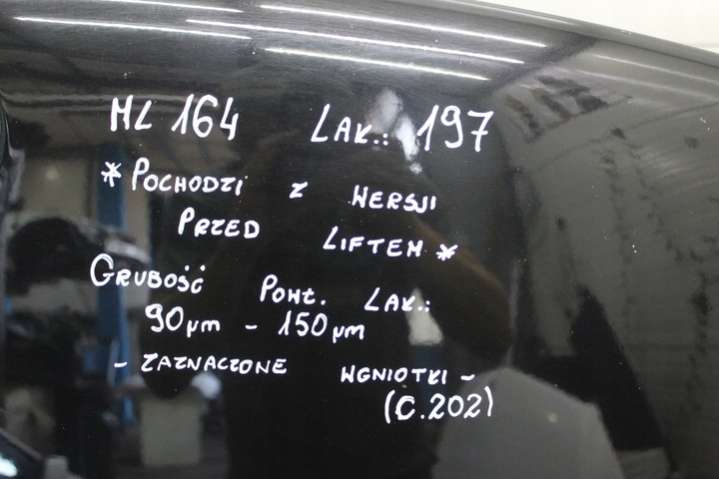 ML 164 LAK.: 197
*POCHODZI Z WERSJI
PRZED LIFTEM*
GRUBOŚĆ POWŁ. LAK.:
90µm - 150µm
- ZAZNACZONE WGNIOTKI -
(C.202)